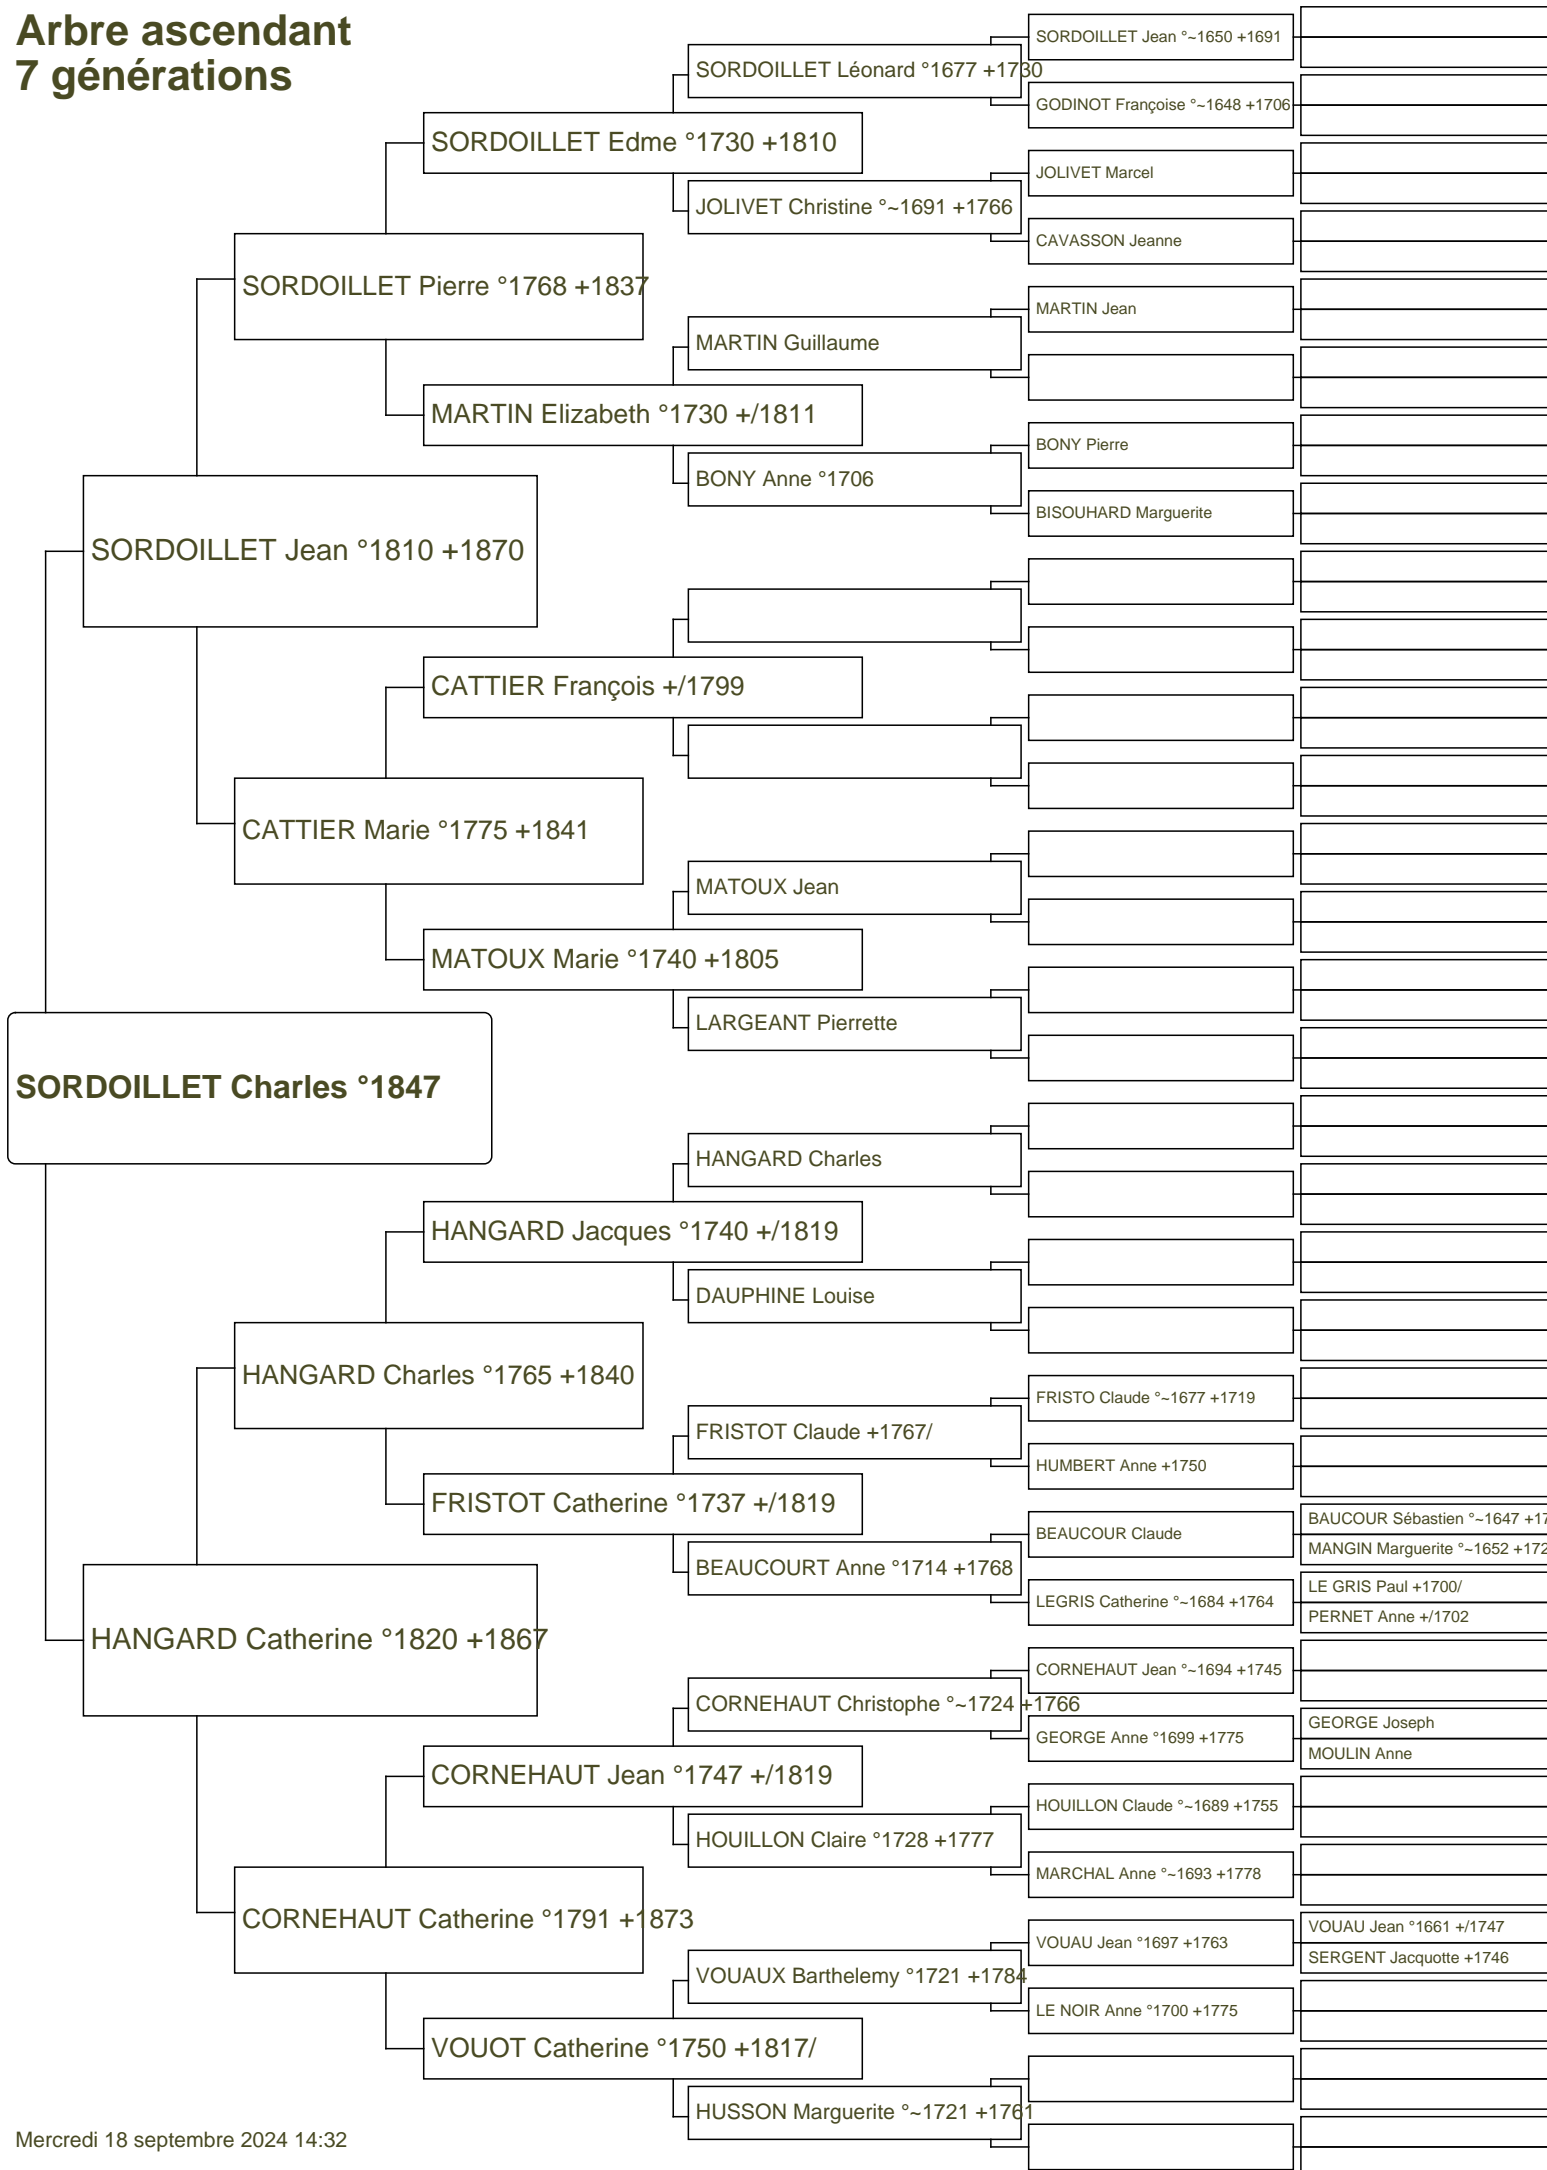 Arbre ascendant
7 générations
SORDOILLET Jean °~1650 +1691
SORDOILLET Léonard °1677 +1730
GODINOT Françoise °~1648 +1706
SORDOILLET Edme °1730 +1810
JOLIVET Marcel
JOLIVET Christine °~1691 +1766
CAVASSON Jeanne
SORDOILLET Pierre °1768 +1837
MARTIN Jean
MARTIN Guillaume
MARTIN Elizabeth °1730 +/1811
BONY Pierre
BONY Anne °1706
BISOUHARD Marguerite
SORDOILLET Jean °1810 +1870
CATTIER François +/1799
CATTIER Marie °1775 +1841
MATOUX Jean
MATOUX Marie °1740 +1805
LARGEANT Pierrette
SORDOILLET Charles °1847
HANGARD Charles
HANGARD Jacques °1740 +/1819
DAUPHINE Louise
HANGARD Charles °1765 +1840
FRISTO Claude °~1677 +1719
FRISTOT Claude +1767/
HUMBERT Anne +1750
FRISTOT Catherine °1737 +/1819
BAUCOUR Sébastien °~1647 +17
BEAUCOUR Claude
MANGIN Marguerite °~1652 +172
BEAUCOURT Anne °1714 +1768
LE GRIS Paul +1700/
LEGRIS Catherine °~1684 +1764
PERNET Anne +/1702
HANGARD Catherine °1820 +1867
CORNEHAUT Jean °~1694 +1745
CORNEHAUT Christophe °~1724 +1766
GEORGE Joseph
GEORGE Anne °1699 +1775
MOULIN Anne
CORNEHAUT Jean °1747 +/1819
HOUILLON Claude °~1689 +1755
HOUILLON Claire °1728 +1777
MARCHAL Anne °~1693 +1778
CORNEHAUT Catherine °1791 +1873
VOUAU Jean °1661 +/1747
VOUAU Jean °1697 +1763
SERGENT Jacquotte +1746
VOUAUX Barthelemy °1721 +1784
LE NOIR Anne °1700 +1775
VOUOT Catherine °1750 +1817/
HUSSON Marguerite °~1721 +1761
Mercredi 18 septembre 2024 14:32